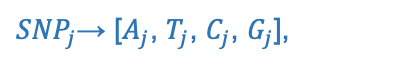 SNPⱼ→ [Aⱼ, Tⱼ, Cⱼ, Gⱼ],